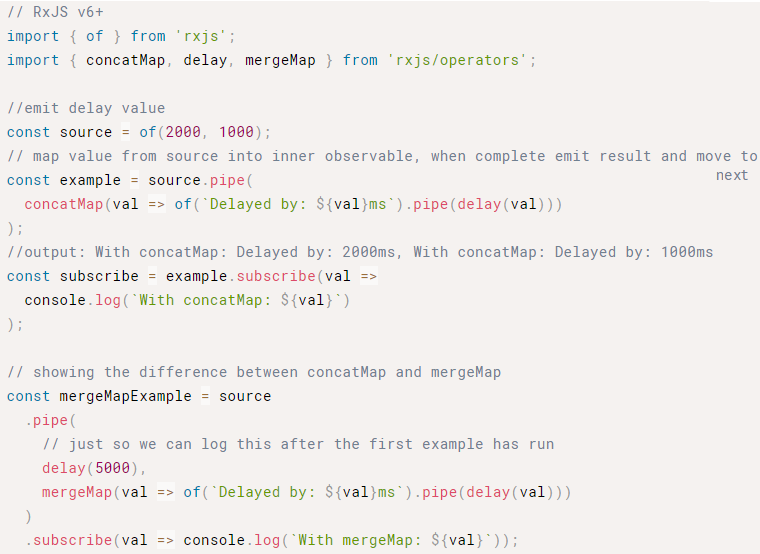 // RxJS v6+
import { of } from 'rxjs';
import { concatMap, delay, mergeMap } from 'rxjs/operators';

//emit delay value
const source = of(2000, 1000);
// map value from source into inner observable, when complete emit result and move to
next
const example = source.pipe(
  concatMap(val => of(`Delayed by: ${val}ms`).pipe(delay(val)))
);
//output: With concatMap: Delayed by: 2000ms, With concatMap: Delayed by: 1000ms
const subscribe = example.subscribe(val =>
  console.log(`With concatMap: ${val}`)
);

// showing the difference between concatMap and mergeMap
const mergeMapExample = source
  .pipe(
    // just so we can log this after the first example has run
    delay(5000),
    mergeMap(val => of(`Delayed by: ${val}ms`).pipe(delay(val)))
  )
  .subscribe(val => console.log(`With mergeMap: ${val}`));